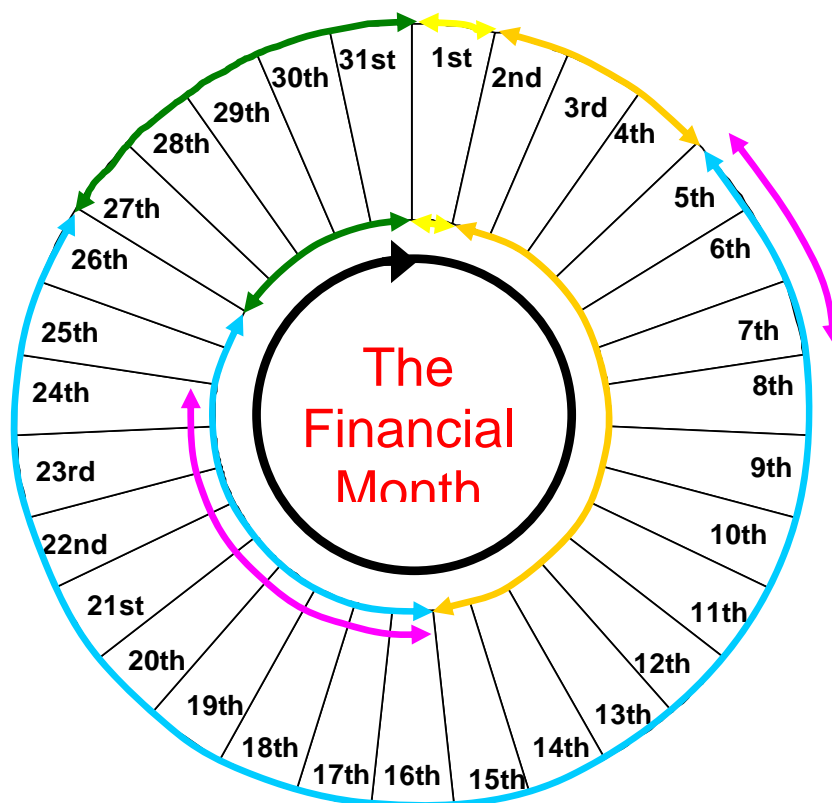 1st
2nd
3rd
4th
5th
6th
7th
8th
9th
10th
11th
12th
13th
14th
15th
16th
17th
18th
19th
20th
21st
22nd
23rd
24th
25th
26th
27th
28th
29th
30th
31st
The
Financial
Month